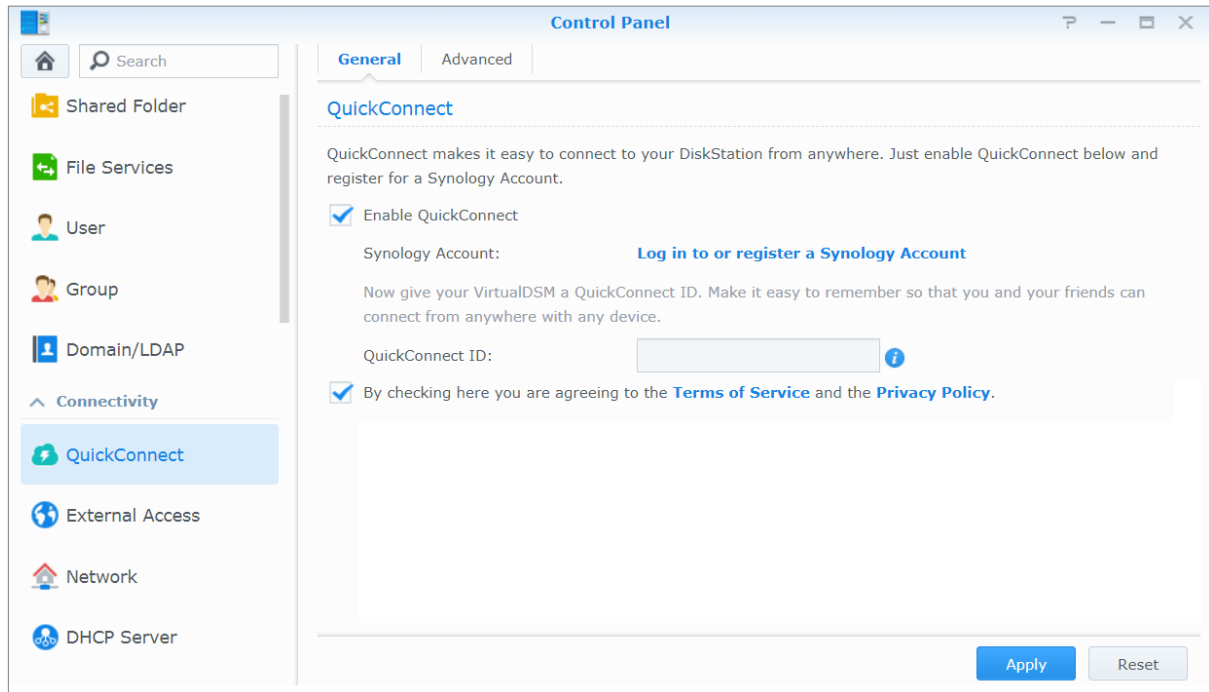 Control Panel
Search
Shared Folder
File Services
User
Group
Domain/LDAP
Connectivity
QuickConnect
External Access
Network
DHCP Server
General
Advanced
QuickConnect
QuickConnect makes it easy to connect to your DiskStation from anywhere. Just enable QuickConnect below and
register for a Synology Account.
Enable QuickConnect
Synology Account: Log in to or register a Synology Account
Now give your VirtualDSM a QuickConnect ID. Make it easy to remember so that you and your friends can
connect from anywhere with any device.
QuickConnect ID:
By checking here you are agreeing to the Terms of Service and the Privacy Policy.
Apply
Reset